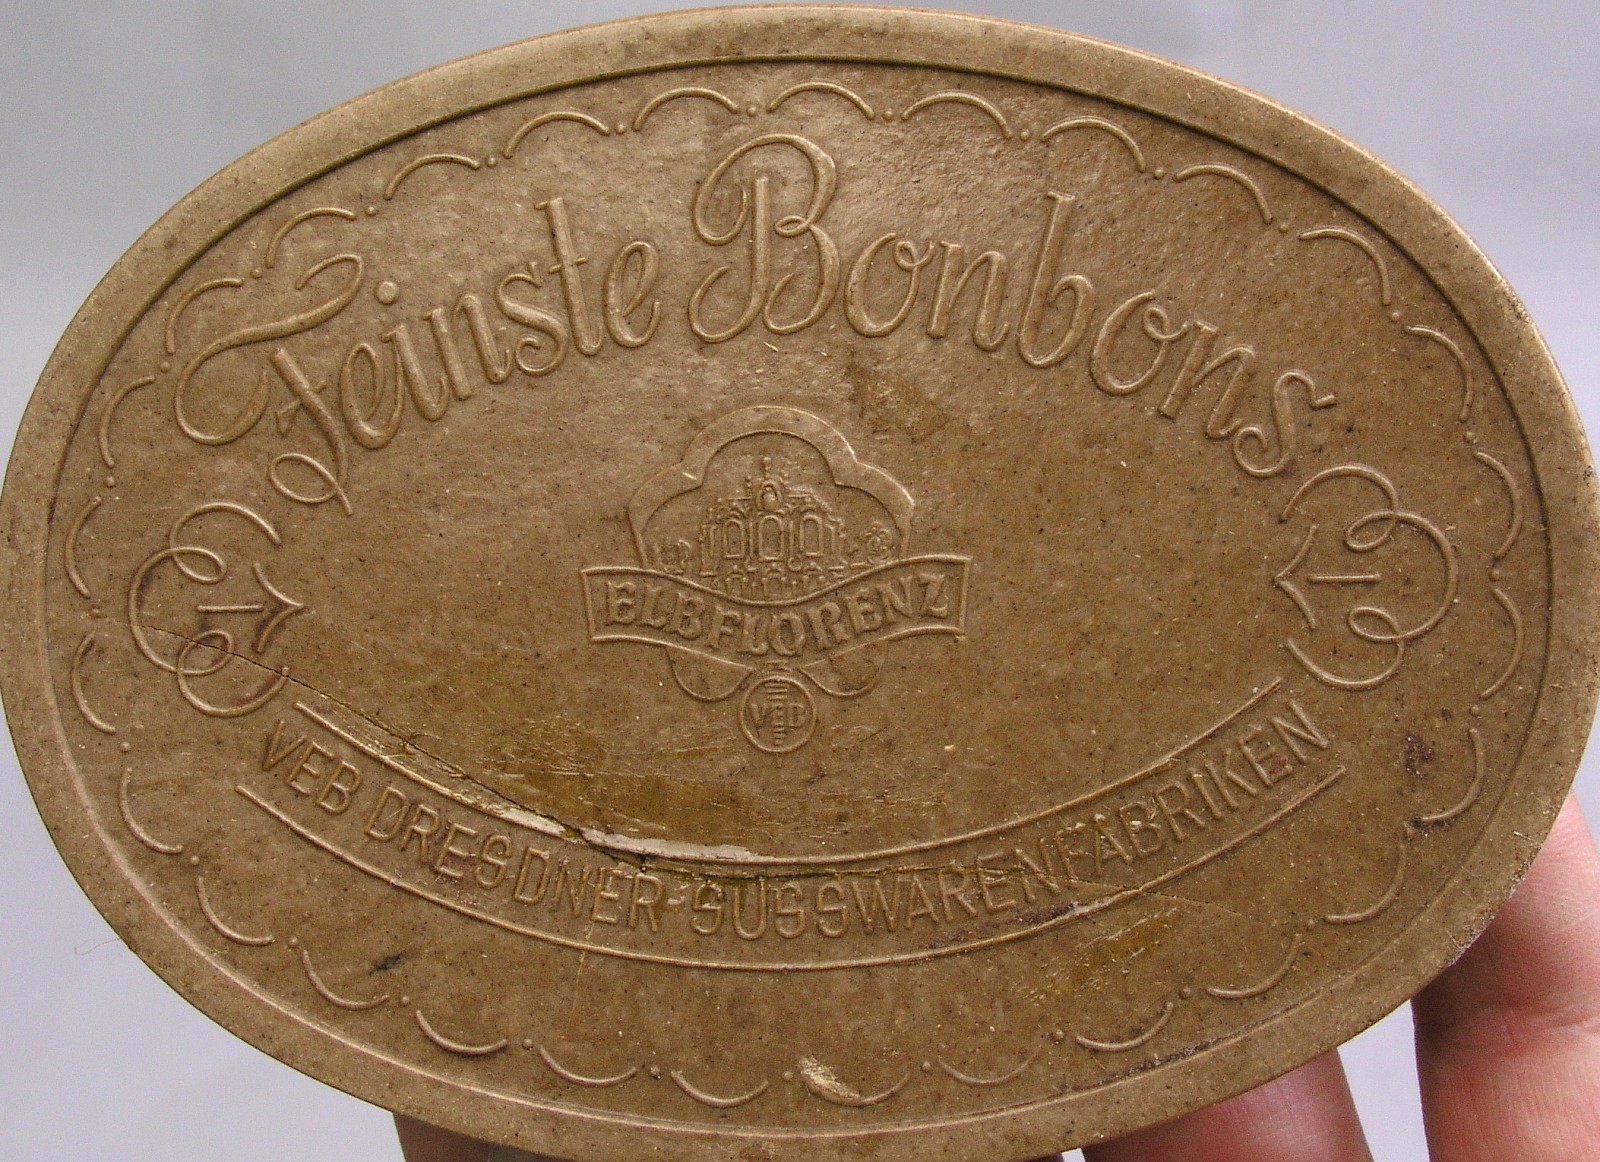 Feinste Bonbons
ELBFLORENZ
VEB
VEB DRESDNER-SÜSSWARENFABRIKEN